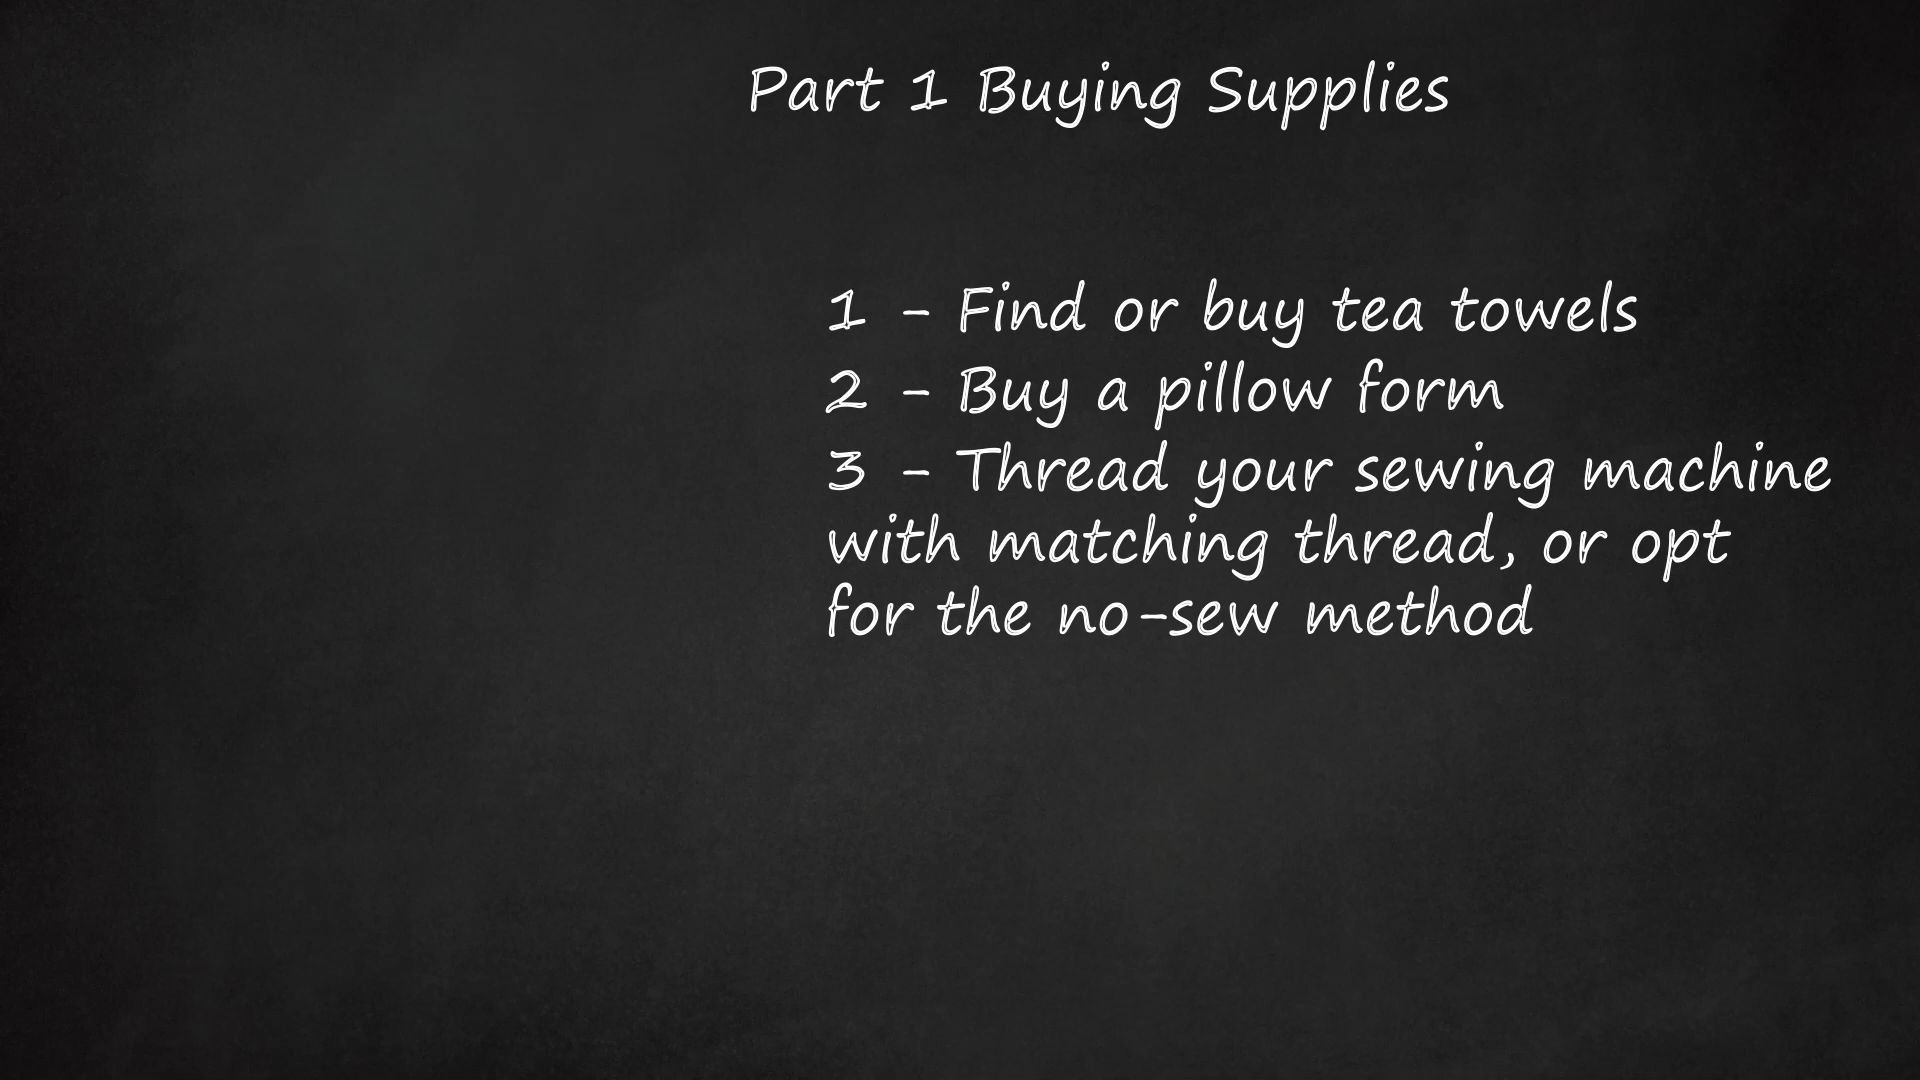 Part 1 Buying Supplies
1 - Find or buy tea towels
2 - Buy a pillow form
3 - Thread your sewing machine
with matching thread, or opt
for the no-sew method